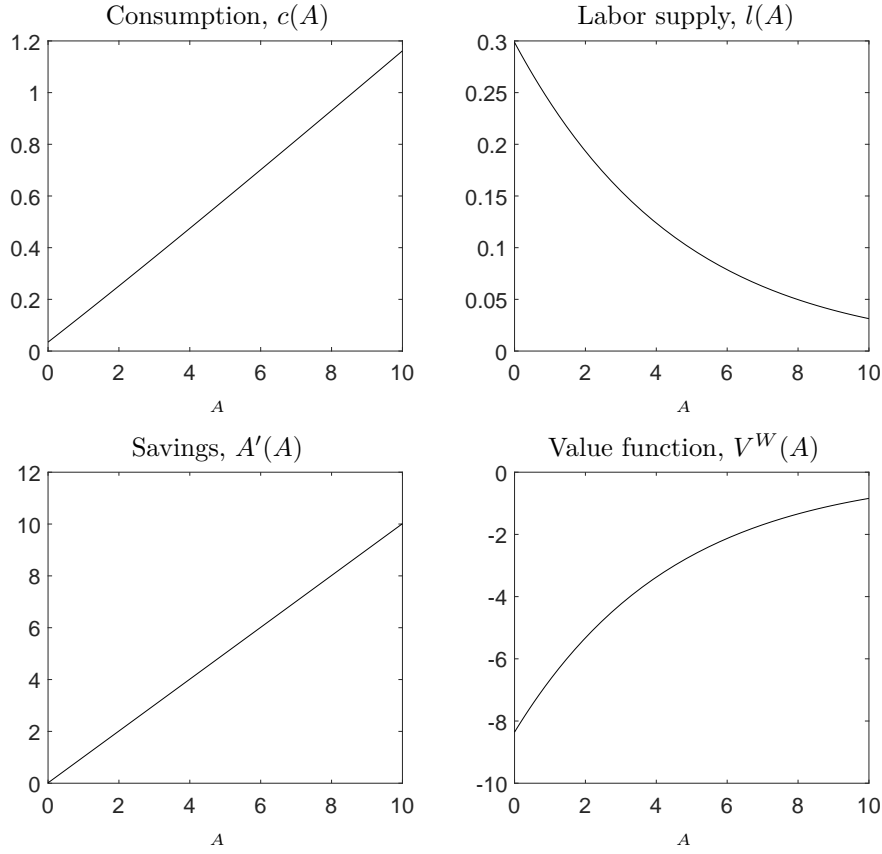 Consumption, c(A)
1.2
1
0.8
0.6
0.4
0.2
0
0 2 4 6 8 10
A
Labor supply, l(A)
0.3
0.25
0.2
0.15
0.1
0.05
0
0 2 4 6 8 10
A
Savings, A′(A)
12
10
8
6
4
2
0
0 2 4 6 8 10
A
Value function, V^W(A)
0
-2
-4
-6
-8
-10
0 2 4 6 8 10
A